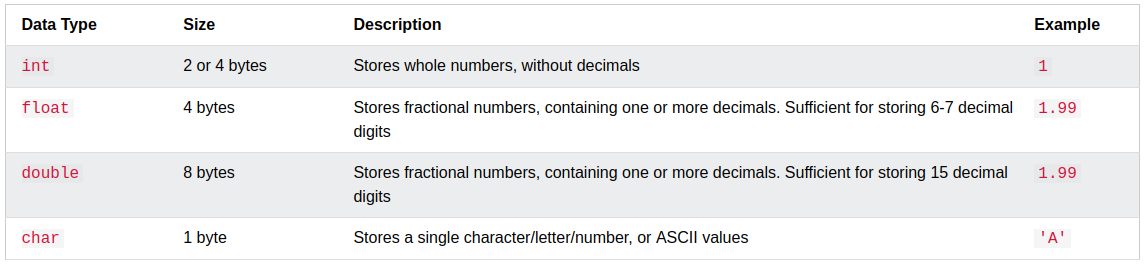 Data Type Size Description Example
int 2 or 4 bytes Stores whole numbers, without decimals 1
float 4 bytes Stores fractional numbers, containing one or more decimals. Sufficient for storing 6-7 decimal 1.99
digits
double 8 bytes Stores fractional numbers, containing one or more decimals. Sufficient for storing 15 decimal 1.99
digits
char 1 byte Stores a single character/letter/number, or ASCII values 'A'